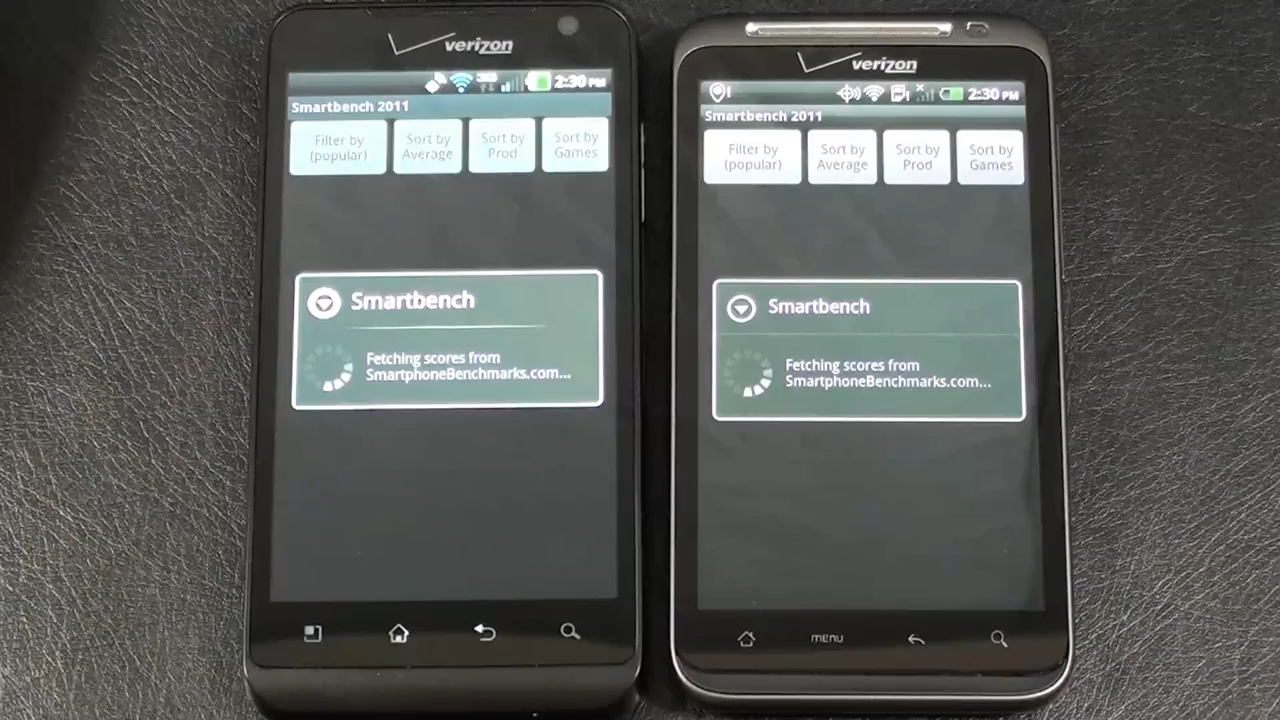 verizon
2:30 PM
Smartbench 2011
Filter by
(popular)
Sort by
Average
Sort by
Prod
Sort by
Games
Smartbench
Fetching scores from
SmartphoneBenchmarks.com...
verizon
2:30 PM
Smartbench 2011
Filter by
(popular)
Sort by
Average
Sort by
Prod
Sort by
Games
Smartbench
Fetching scores from
SmartphoneBenchmarks.com...
menu